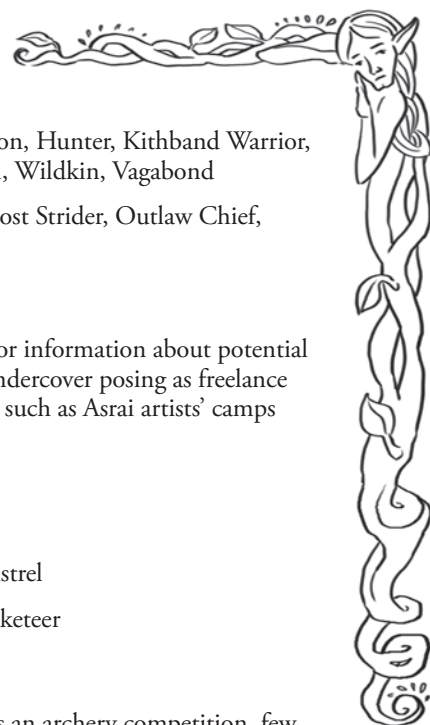 on, Hunter, Kithband Warrior,
, Wildkin, Vagabond
ost Strider, Outlaw Chief,
or information about potential
ndercover posing as freelance
such as Asrai artists’ camps
strel
keteer
s an archery competition, few